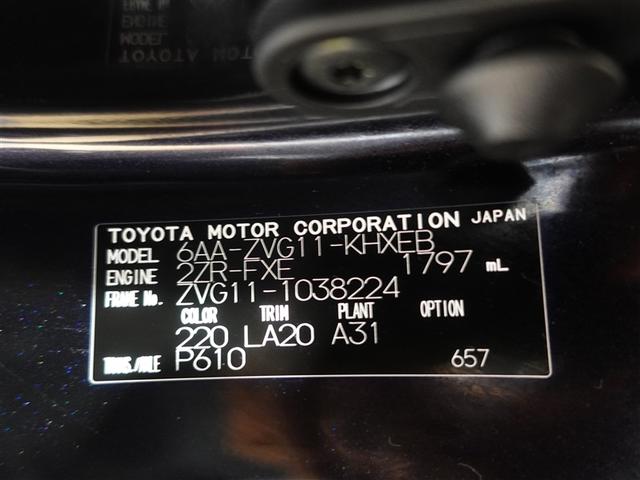 TOYOTA MOTOR CORPORATION JAPAN
MODEL 6AA-ZVG11-KHXEB
ENGINE 2ZR-FXE 1797 mL
FRAME No. ZVG11-1038224
COLOR TRIM PLANT OPTION
220 LA20 A31
TRANS./AXLE P610 657